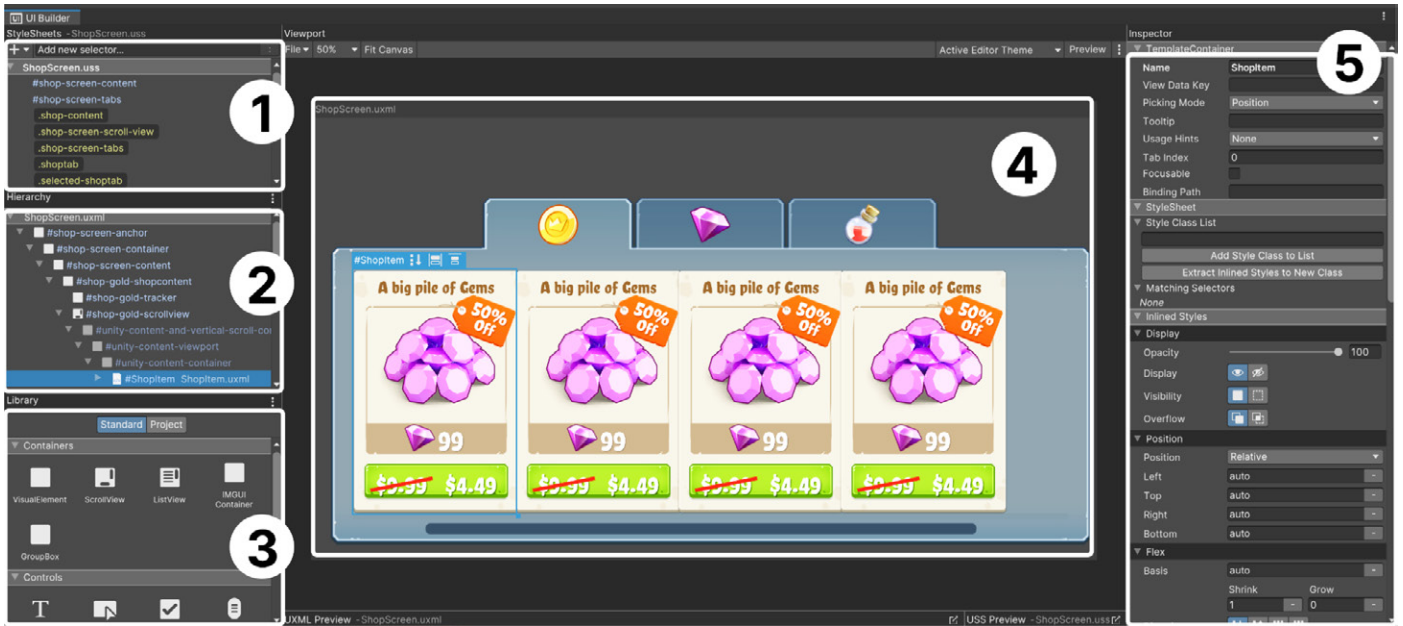 UI Builder
StyleSheets - ShopScreen.uss
Add new selector...
ShopScreen.uss
#shop-screen-content
#shop-screen-tabs
.shop-content
.shop-screen-scroll-view
.shop-screen-tabs
.shoptab
.selected-shoptab
1
Hierarchy
ShopScreen.uxml
#shop-screen-anchor
#shop-screen-container
#shop-screen-content
#shop-gold-shopcontent
#shop-gold-tracker
#shop-gold-scrollview
#unity-content-and-vertical-scroll-con
#unity-content-viewport
#unity-content-container
#ShopItem ShopItem.uxml
2
Library
Standard Project
Containers
VisualElement ScrollView ListView IMGUI Container
GroupBox
Controls
3
Viewport
File 50% Fit Canvas Active Editor Theme Preview
ShopScreen.uxml
4
#ShopItem
A big pile of Gems A big pile of Gems A big pile of Gems A big pile of Gems
50% Off 50% Off 50% Off 50% Off
99 99 99 99
$9.99 $4.49 $9.99 $4.49 $9.99 $4.49 $9.99 $4.49
UXML Preview - ShopScreen.uxml USS Preview - ShopScreen.uss
Inspector
TemplateContainer
5
Name ShopItem
View Data Key
Picking Mode Position
Tooltip
Usage Hints None
Tab Index 0
Focusable
Binding Path
StyleSheet
Style Class List
Add Style Class to List
Extract Inlined Styles to New Class
Matching Selectors
None
Inlined Styles
Display
Opacity 100
Display
Visibility
Overflow
Position
Position Relative
Left auto -
Top auto -
Right auto -
Bottom auto -
Flex
Basis auto -
Shrink Grow
1 - 0 -